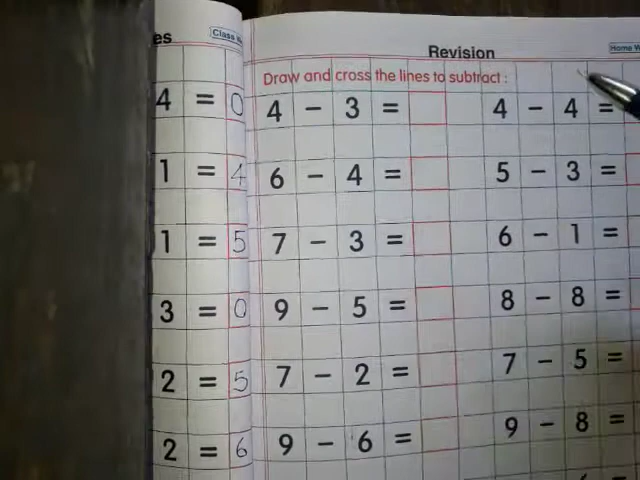 es Class
Revision Home W
Draw and cross the lines to subtract :
4 = 0 4 − 3 = 4 − 4 =
1 = 4 6 − 4 = 5 − 3 =
1 = 5 7 − 3 = 6 − 1 =
3 = 0 9 − 5 = 8 − 8 =
2 = 5 7 − 2 = 7 − 5 =
2 = 6 9 − 6 = 9 − 8 =